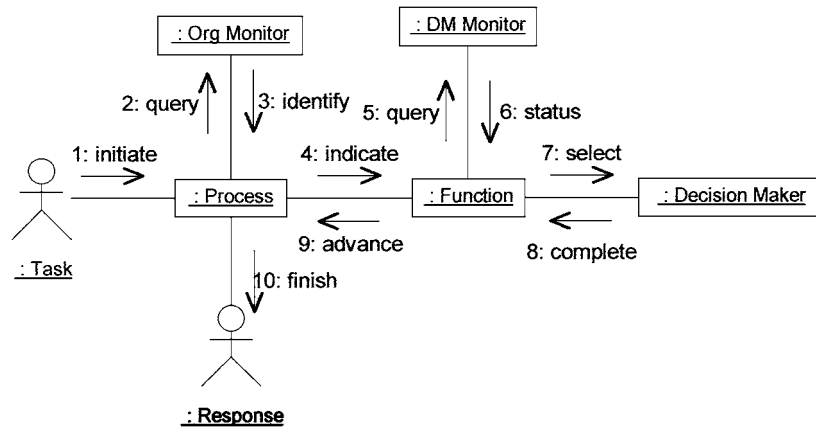 : Org Monitor
: DM Monitor
2: query
3: identify
5: query
6: status
1: initiate
4: indicate
7: select
: Process
: Function
: Decision Maker
9: advance
8: complete
: Task
10: finish
: Response